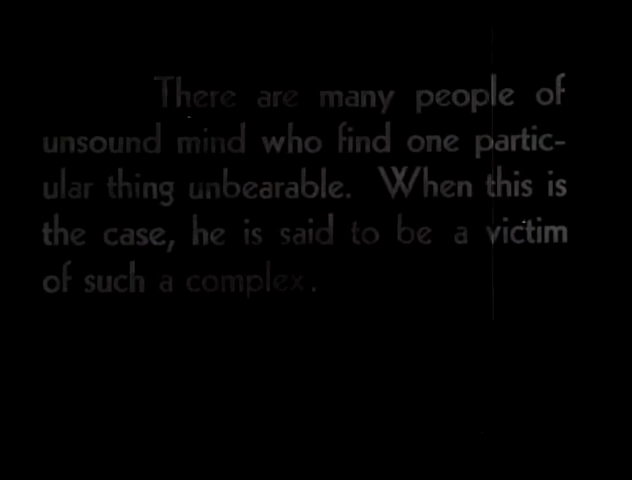 There are many people of
unsound mind who find one partic-
ular thing unbearable. When this is
the case, he is said to be a victim
of such a complex.